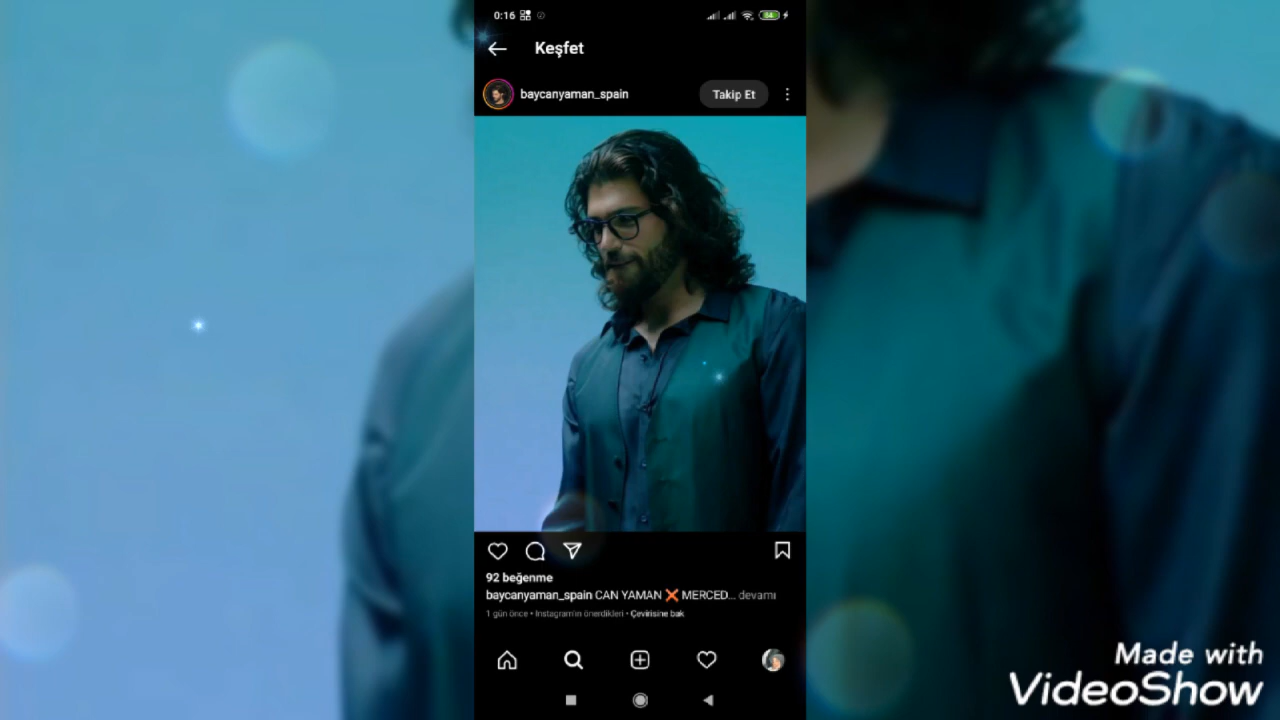 0:16
84
Keşfet
baycanyaman_spain
Takip Et
92 beğenme
baycanyaman_spain CAN YAMAN ❌ MERCED... devamı
1 gün önce • Instagram'ın önerdikleri • Çevirisine bak
Made with
VideoShow